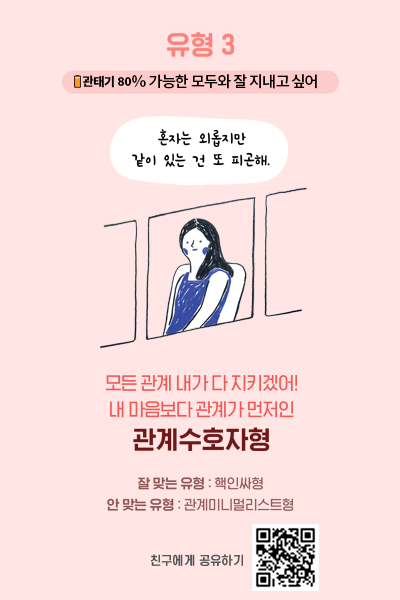 유형 3
관태기 80% 가능한 모두와 잘 지내고 싶어
혼자는 외롭지만
같이 있는 건 또 피곤해.
모든 관계 내가 다 지키겠어!
내 마음보다 관계가 먼저인
관계수호자형
잘 맞는 유형 : 핵인싸형
안 맞는 유형 : 관계미니멀리스트형
친구에게 공유하기